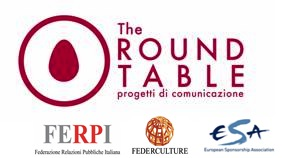 The
ROUND
TABLE
progetti di comunicazione
FERPI
Federazione Relazioni Pubbliche Italiana
FEDERCULTURE
ESA
European Sponsorship Association